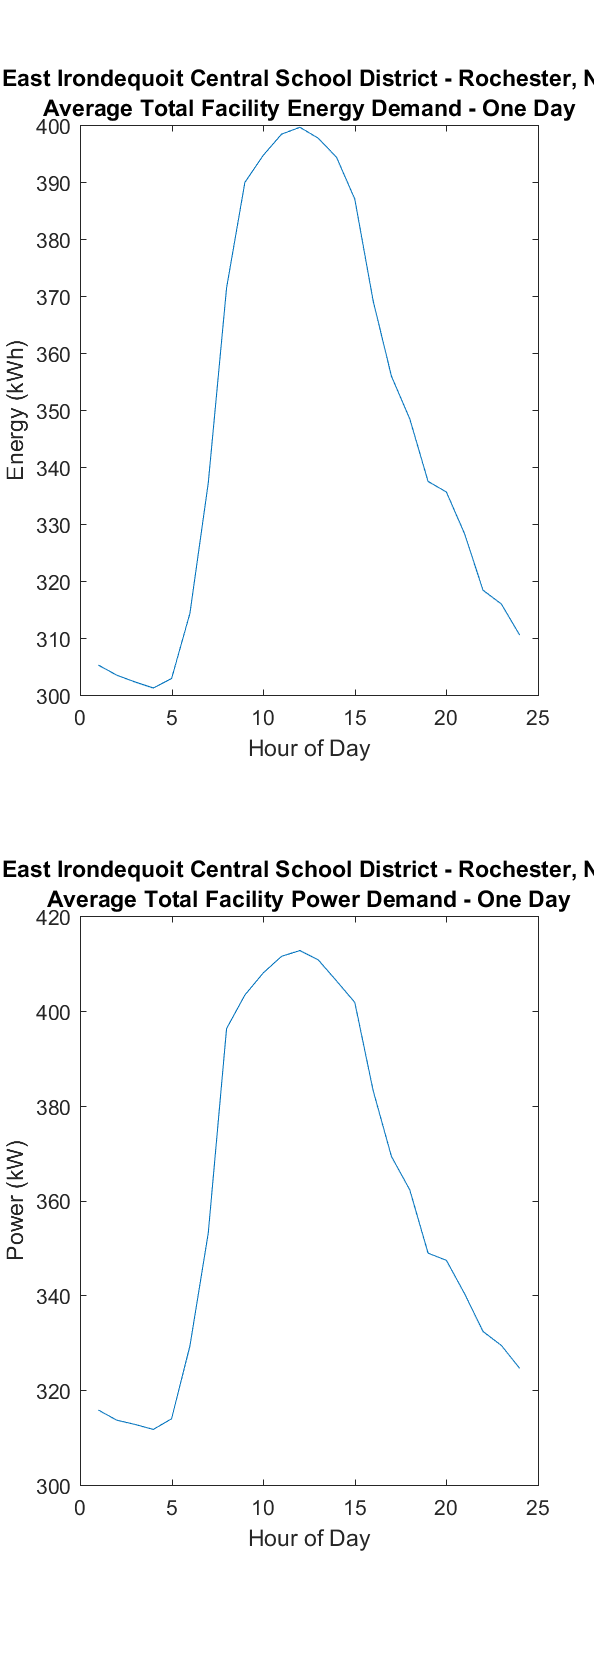 East Irondequoit Central School District - Rochester, N
Average Total Facility Energy Demand - One Day
400
390
380
370
360
350
340
330
320
310
300
Energy (kWh)
0 5 10 15 20 25
Hour of Day
East Irondequoit Central School District - Rochester, N
Average Total Facility Power Demand - One Day
420
400
380
360
340
320
300
Power (kW)
0 5 10 15 20 25
Hour of Day